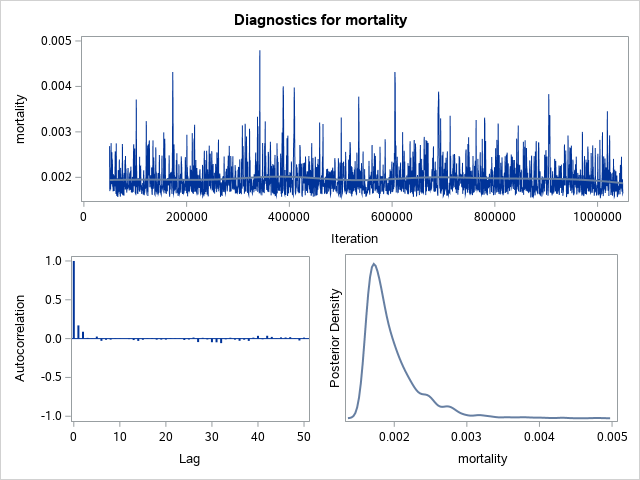 Diagnostics for mortality
mortality
0.005
0.004
0.003
0.002
0 200000 400000 600000 800000 1000000
Iteration
Autocorrelation
1.0
0.5
0.0
-0.5
-1.0
0 10 20 30 40 50
Lag
Posterior Density
0.002 0.003 0.004 0.005
mortality